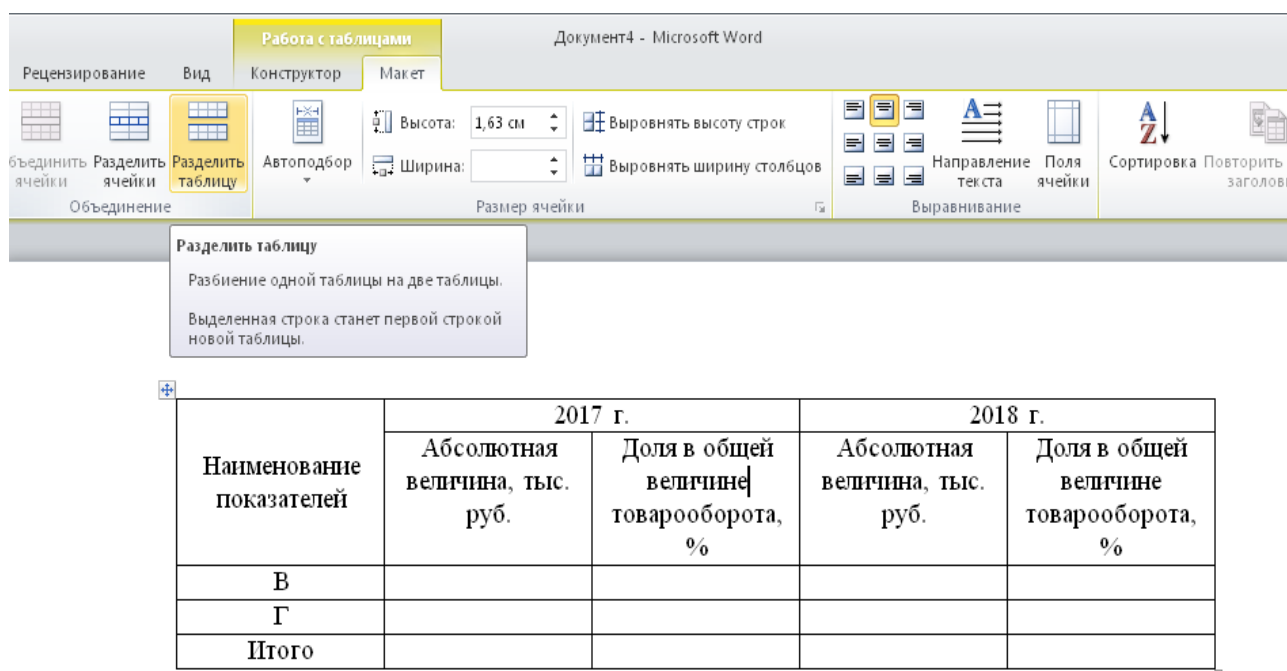 Работа с таблицами
Документ4 - Microsoft Word
Рецензирование Вид Конструктор Макет
бъединить ячейки
Разделить ячейки
Разделить таблицу
Автоподбор
Высота: 1,63 см
Ширина:
Выровнять высоту строк
Выровнять ширину столбцов
Направление текста
Поля ячейки
А
Я
Сортировка
Повторить
заголов
Объединение Размер ячейки Выравнивание
Разделить таблицу
Разбиение одной таблицы на две таблицы.
Выделенная строка станет первой строкой
новой таблицы.
Наименование
показателей
2017 г. 2018 г.
Абсолютная
величина, тыс.
руб.
Доля в общей
величине
товарооборота,
%
Абсолютная
величина, тыс.
руб.
Доля в общей
величине
товарооборота,
%
В
Г
Итого